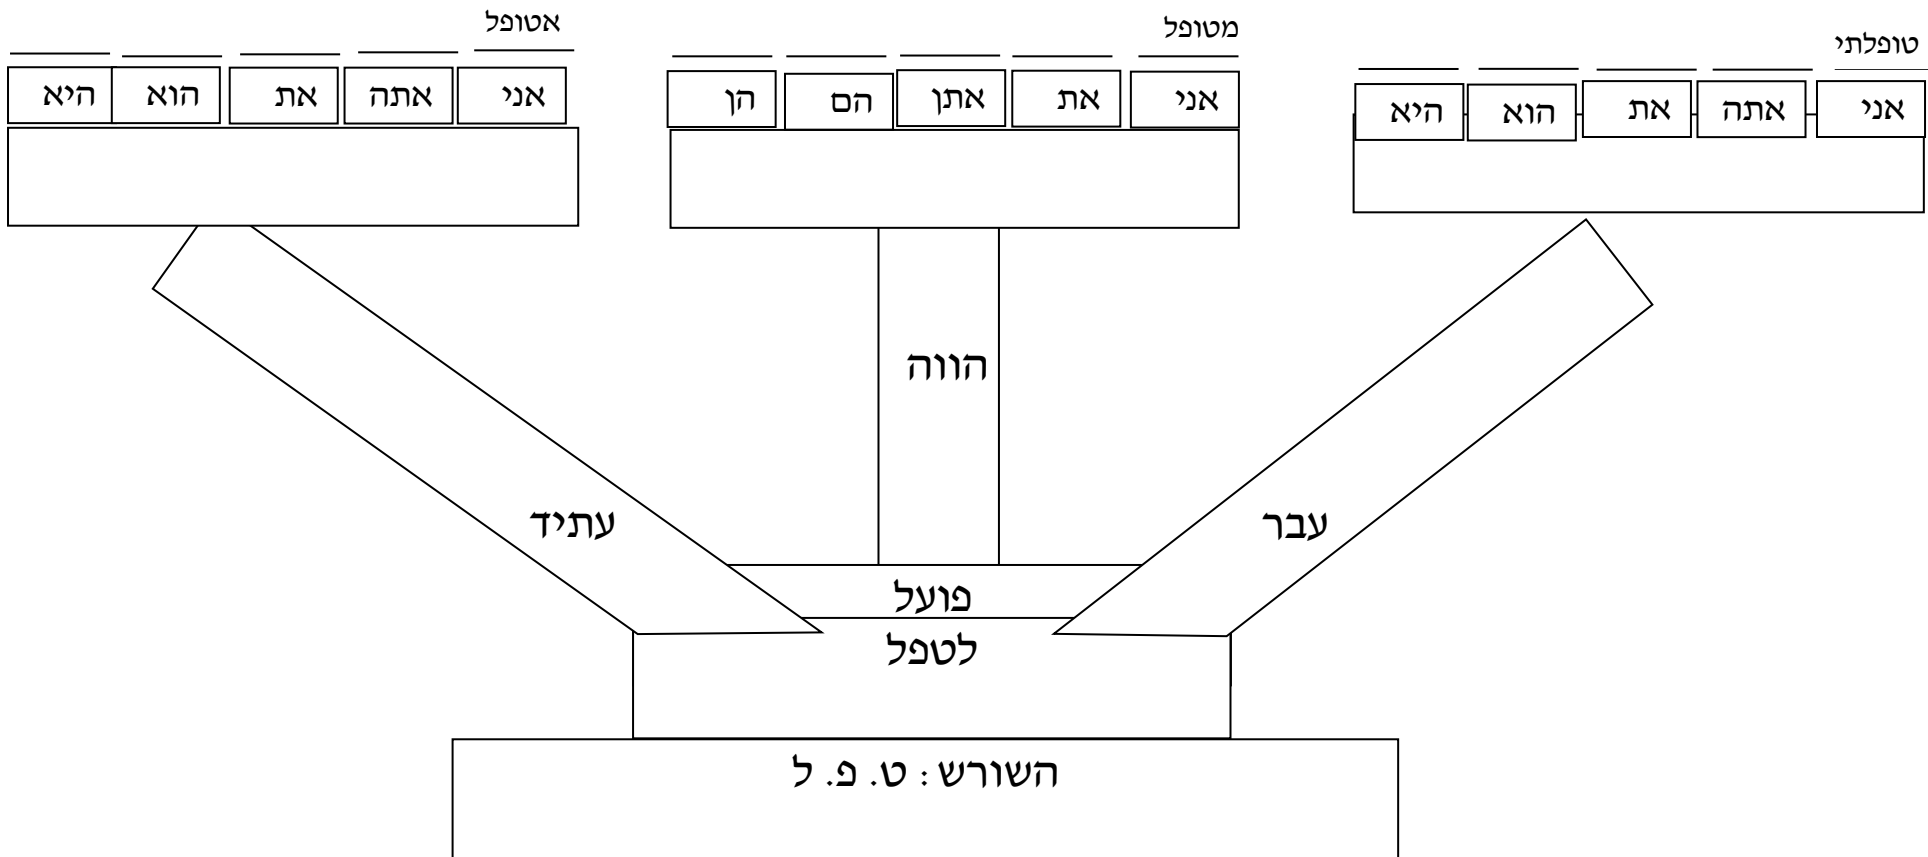 טופלתי
אני
אתה
את
הוא
היא
מטופל
אני
את
אתן
הם
הן
אטופל
אני
אתה
את
הוא
היא
עבר
הווה
עתיד
פועל
לטפל
השורש: ט. פ. ל